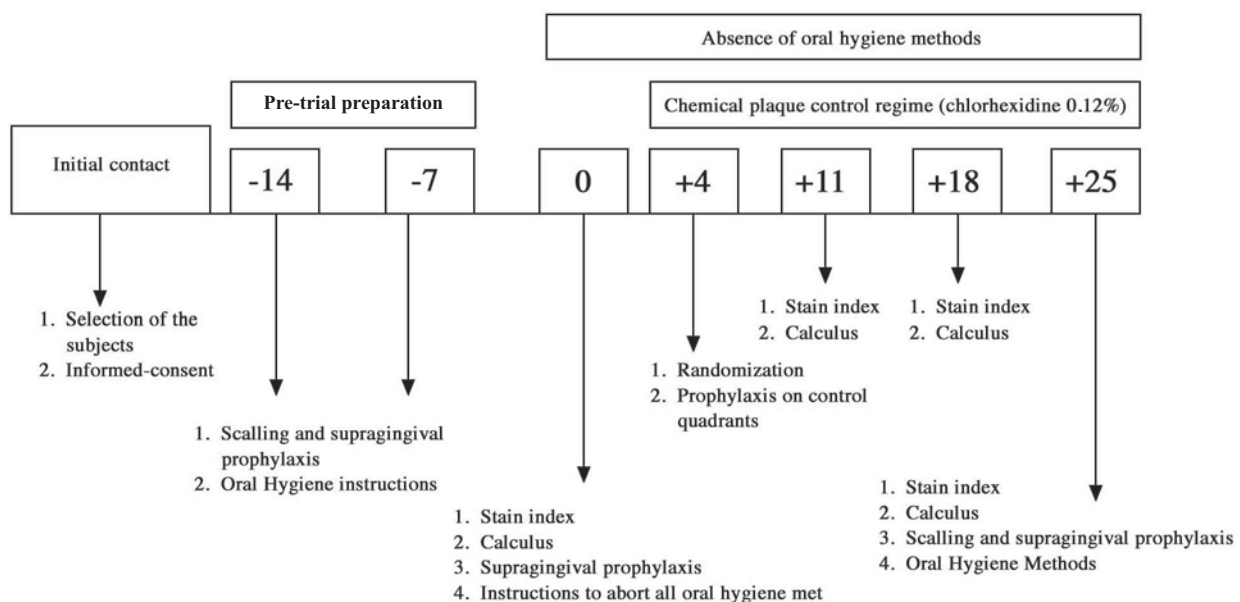 Absence of oral hygiene methods
Pre-trial preparation
Chemical plaque control regime (chlorhexidine 0.12%)
Initial contact
-14
-7
0
+4
+11
+18
+25
1. Selection of the
subjects
2. Informed-consent
1. Scalling and supragingival
prophylaxis
2. Oral Hygiene instructions
1. Stain index
2. Calculus
3. Supragingival prophylaxis
4. Instructions to abort all oral hygiene met
1. Randomization
2. Prophylaxis on control
quadrants
1. Stain index
2. Calculus
1. Stain index
2. Calculus
1. Stain index
2. Calculus
3. Scalling and supragingival prophylaxis
4. Oral Hygiene Methods